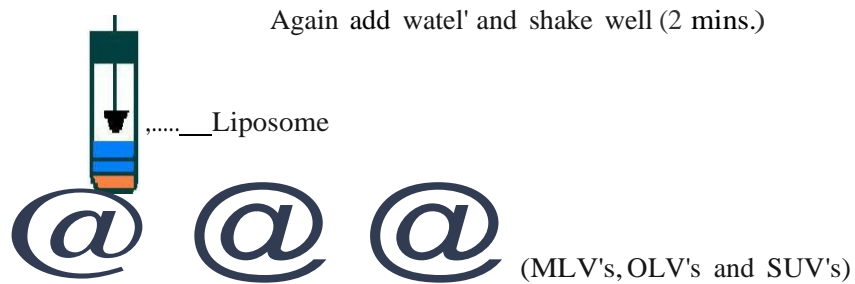 Again add watel' and shake well (2 mins.)
,.....__Liposome
@ @ @ (MLV's, OLV's and SUV's)